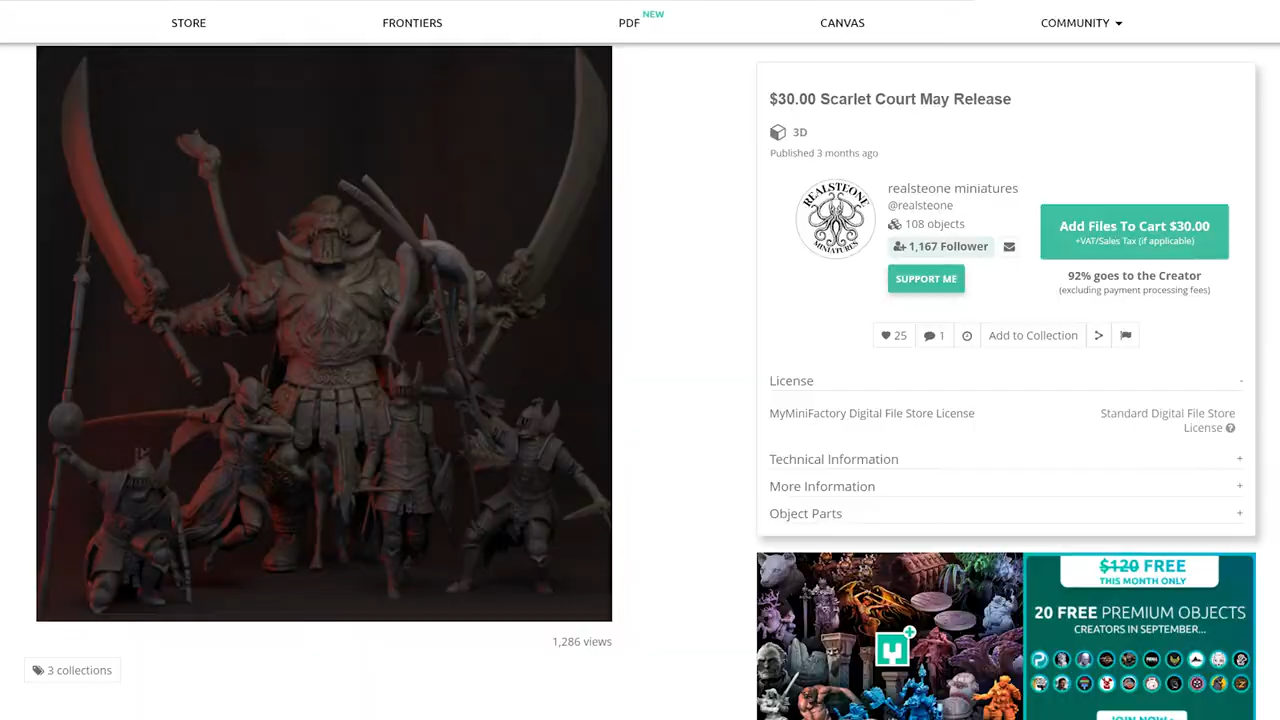 STORE
FRONTIERS
PDF
NEW
CANVAS
COMMUNITY
$30.00 Scarlet Court May Release
3D
Published 3 months ago
REALSTEONE
MINIATURES
realsteone miniatures
@realsteone
108 objects
1,167 Follower
SUPPORT ME
Add Files To Cart $30.00
+VAT/Sales Tax (if applicable)
92% goes to the Creator
(excluding payment processing fees)
25
1
Add to Collection
License
-
MyMiniFactory Digital File Store License
Standard Digital File Store
License
Technical Information
+
More Information
+
Object Parts
+
1,286 views
3 collections
$120 FREE
THIS MONTH ONLY
20 FREE PREMIUM OBJECTS
CREATORS IN SEPTEMBER...
JOIN NOW